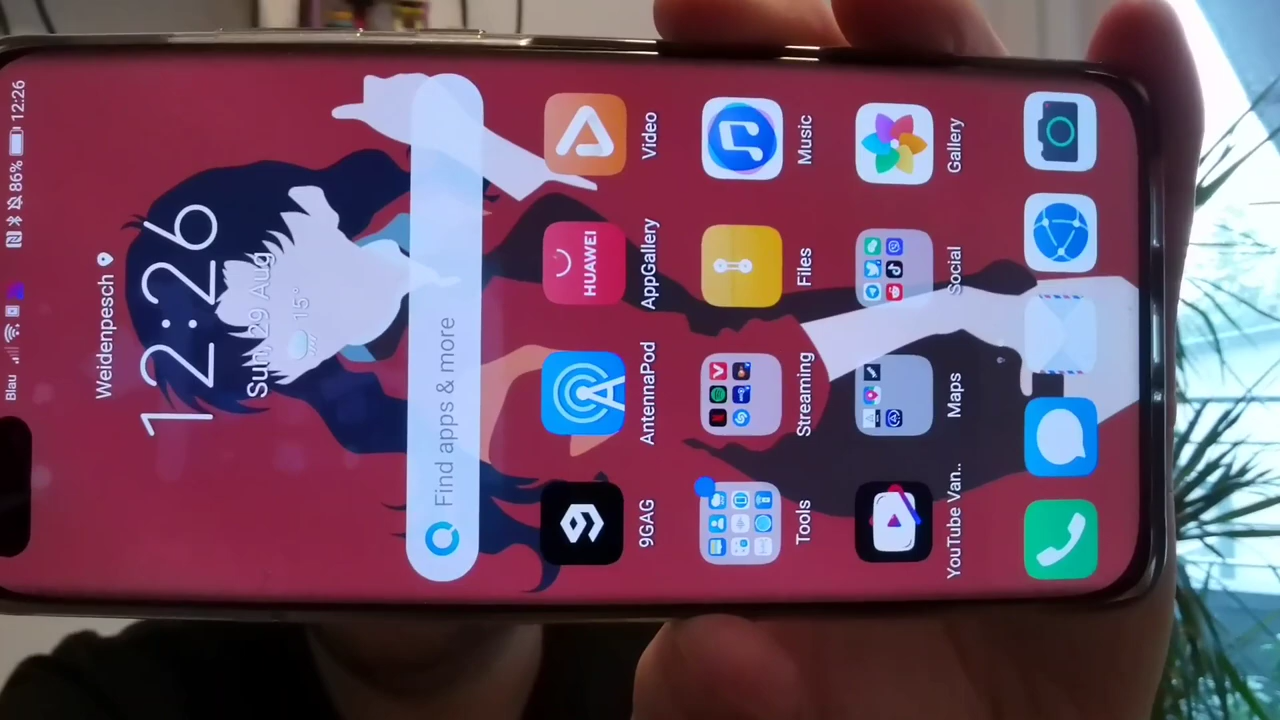 Blau 86% 12:26
Weidenpesch
12:26
Sun, 29 Aug
15°
Find apps & more
HUAWEI
9GAG AntennaPod AppGallery Video
Tools Streaming Files Music
YouTube Van.. Maps Social Gallery